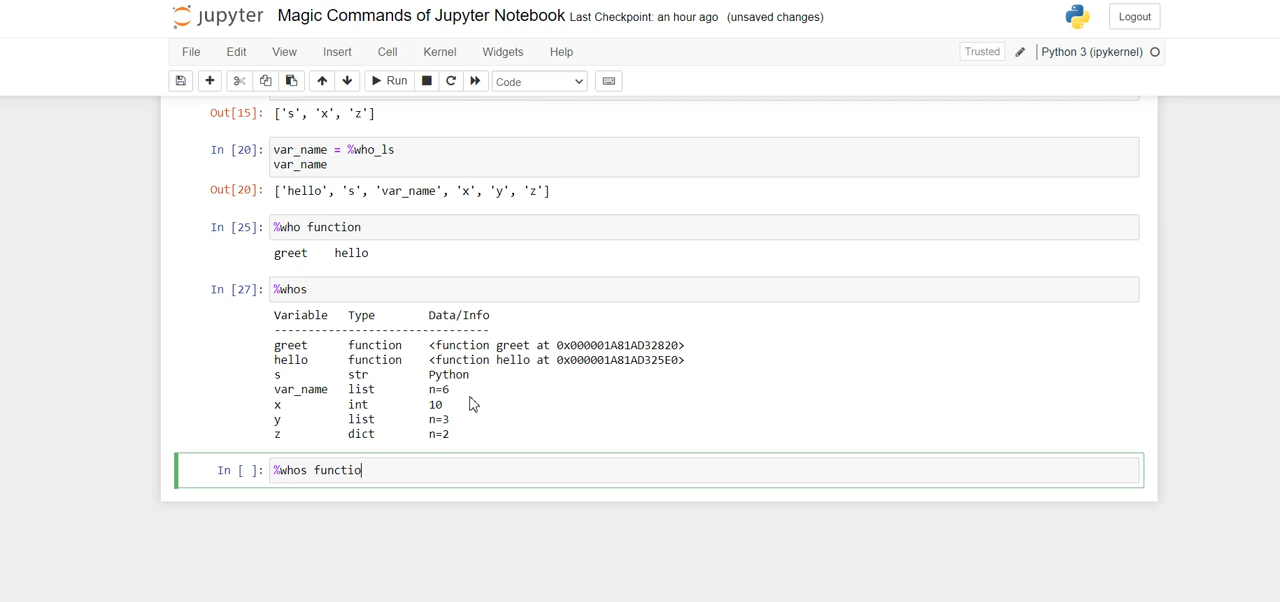 jupyter Magic Commands of Jupyter Notebook Last Checkpoint: an hour ago (unsaved changes) Logout
File Edit View Insert Cell Kernel Widgets Help Trusted Python 3 (ipykernel)
Run Code
Out[15]: ['s', 'x', 'z']
In [20]: var_name = %who_ls
var_name
Out[20]: ['hello', 's', 'var_name', 'x', 'y', 'z']
In [25]: %who function
greet hello
In [27]: %whos
Variable Type Data/Info
---------------------------------
greet function <function greet at 0x000001A81AD32820>
hello function <function hello at 0x000001A81AD325E0>
s str Python
var_name list n=6
x int 10
y list n=3
z dict n=2
In [ ]: %whos functio